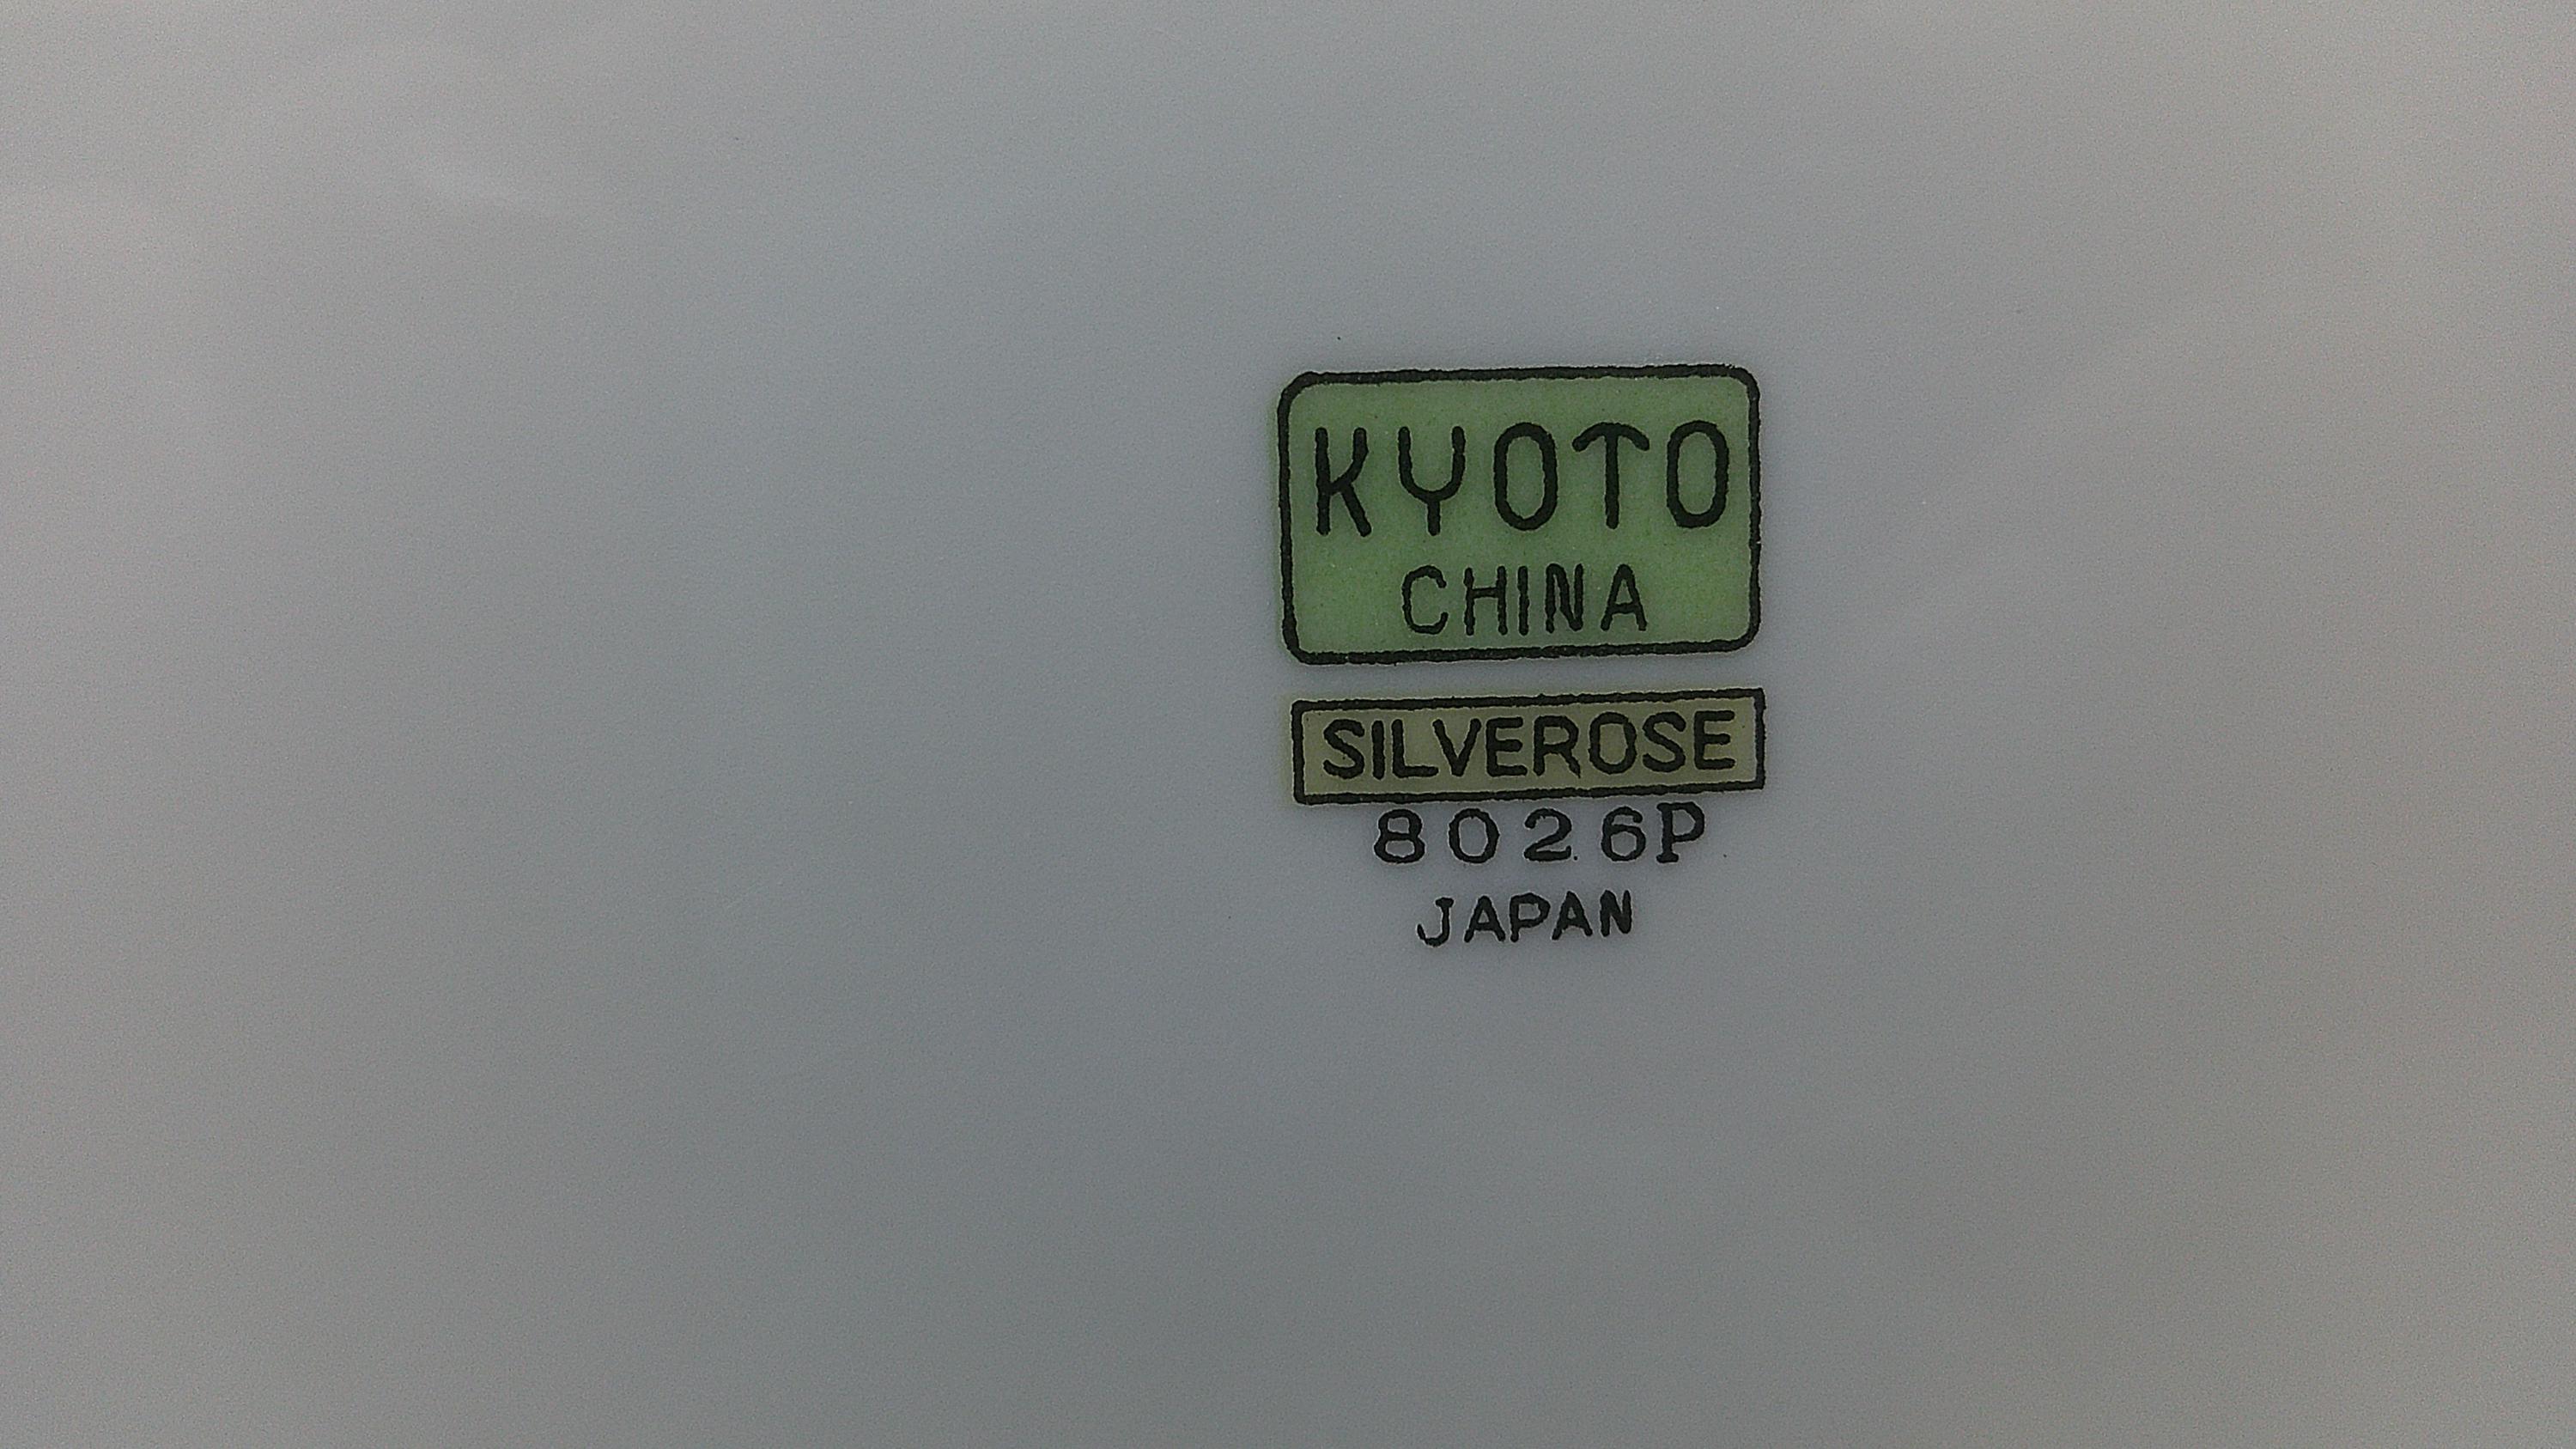 KYOTO
CHINA
SILVEROSE
8026P
JAPAN